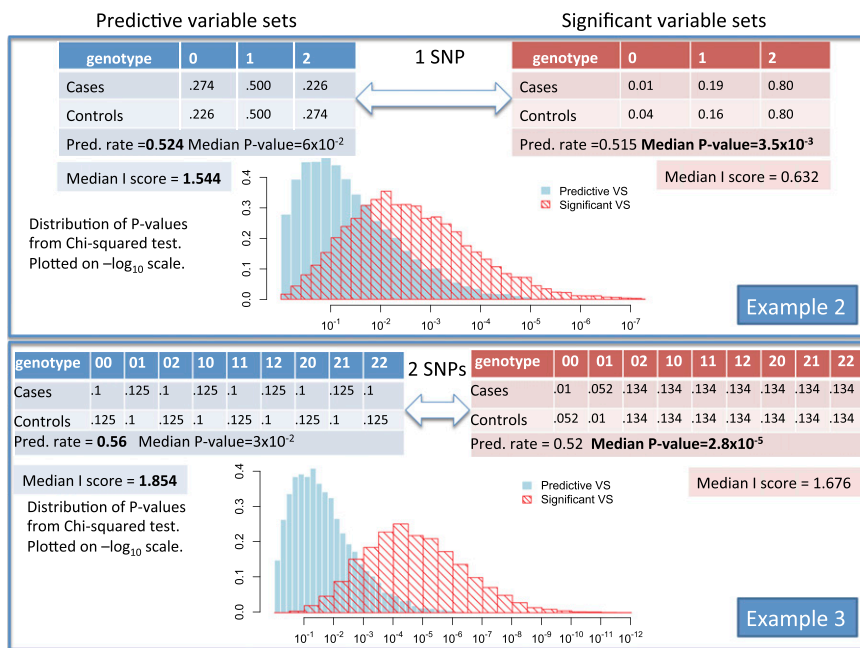 Predictive variable sets
Significant variable sets
genotype 0 1 2
Cases .274 .500 .226
Controls .226 .500 .274
Pred. rate =0.524 Median P-value=6x10-2
Median I score = 1.544
1 SNP
genotype 0 1 2
Cases 0.01 0.19 0.80
Controls 0.04 0.16 0.80
Pred. rate =0.515 Median P-value=3.5x10-3
Median I score = 0.632
Distribution of P-values
from Chi-squared test.
Plotted on –log10 scale.
0.4
0.3
0.2
0.1
0.0
Predictive VS
Significant VS
10-1 10-2 10-3 10-4 10-5 10-6 10-7
Example 2
genotype 00 01 02 10 11 12 20 21 22
Cases .1 .125 .1 .125 .1 .125 .1 .125 .1
Controls .125 .1 .125 .1 .125 .1 .125 .1 .125
Pred. rate = 0.56 Median P-value=3x10-2
Median I score = 1.854
2 SNPs
genotype 00 01 02 10 11 12 20 21 22
Cases .01 .052 .134 .134 .134 .134 .134 .134 .134
Controls .052 .01 .134 .134 .134 .134 .134 .134 .134
Pred. rate = 0.52 Median P-value=2.8x10-5
Median I score = 1.676
Distribution of P-values
from Chi-squared test.
Plotted on –log10 scale.
0.4
0.3
0.2
0.1
0.0
Predictive VS
Significant VS
10-1 10-2 10-3 10-4 10-5 10-6 10-7 10-8 10-9 10-10 10-11 10-12
Example 3